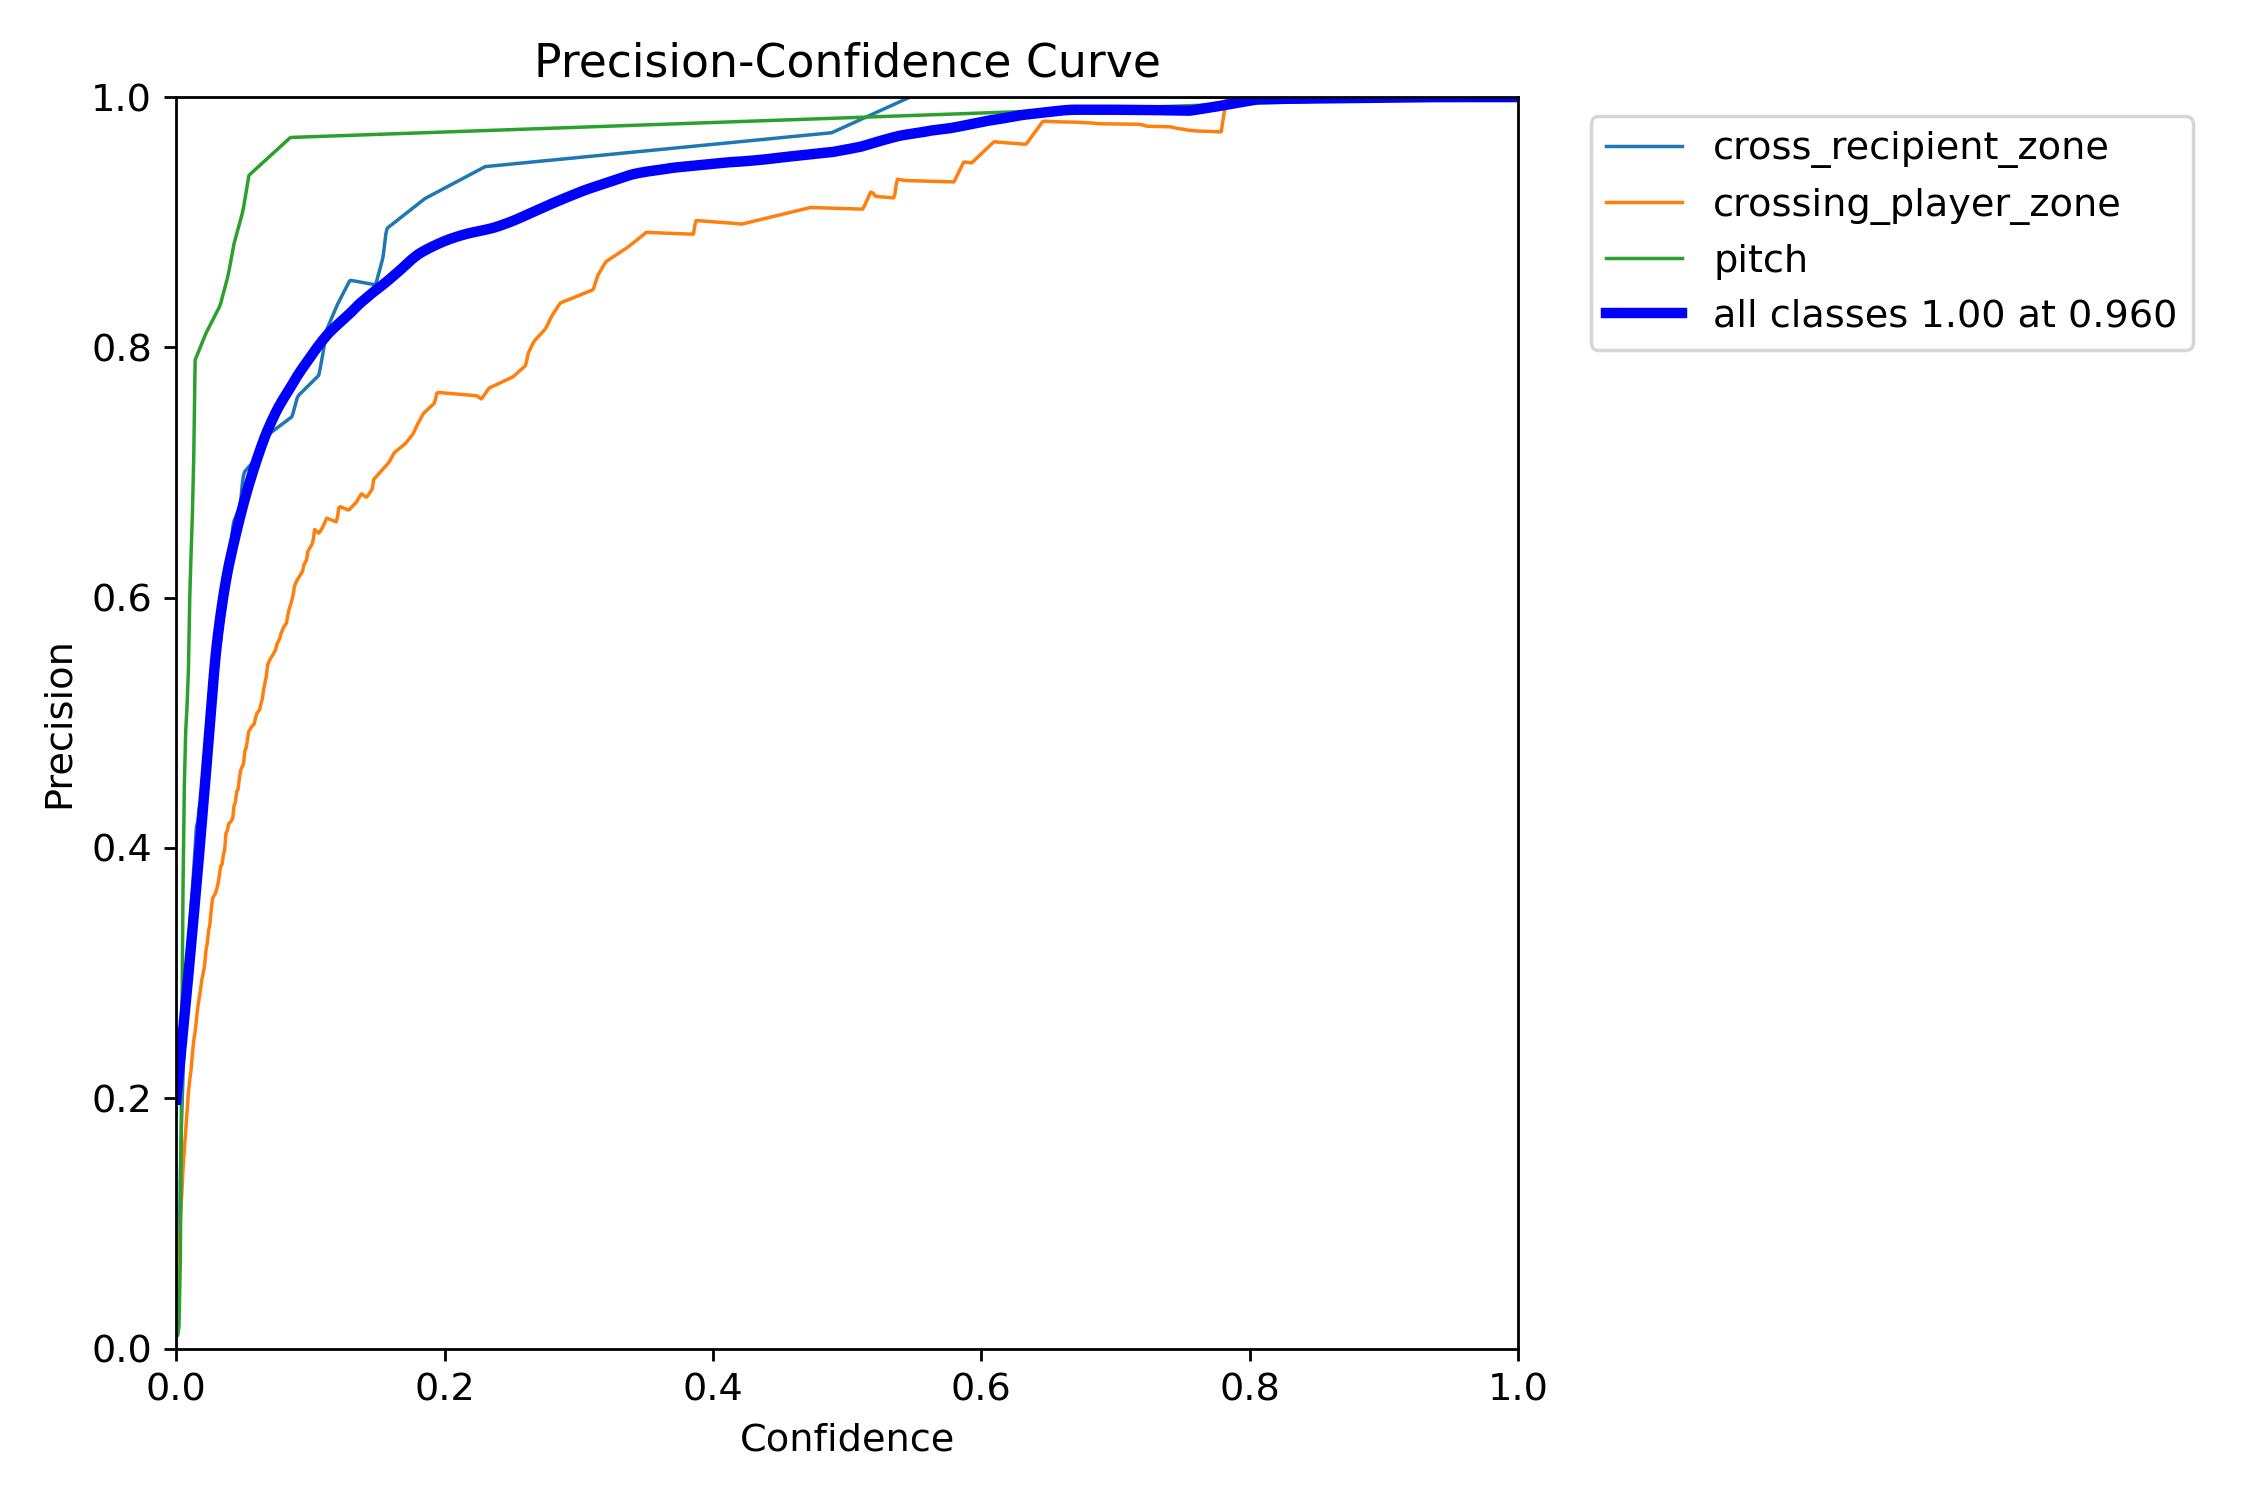 Precision-Confidence Curve
1.0
0.8
0.6
0.4
0.2
0.0
Precision
0.0 0.2 0.4 0.6 0.8 1.0
Confidence
cross_recipient_zone
crossing_player_zone
pitch
all classes 1.00 at 0.960